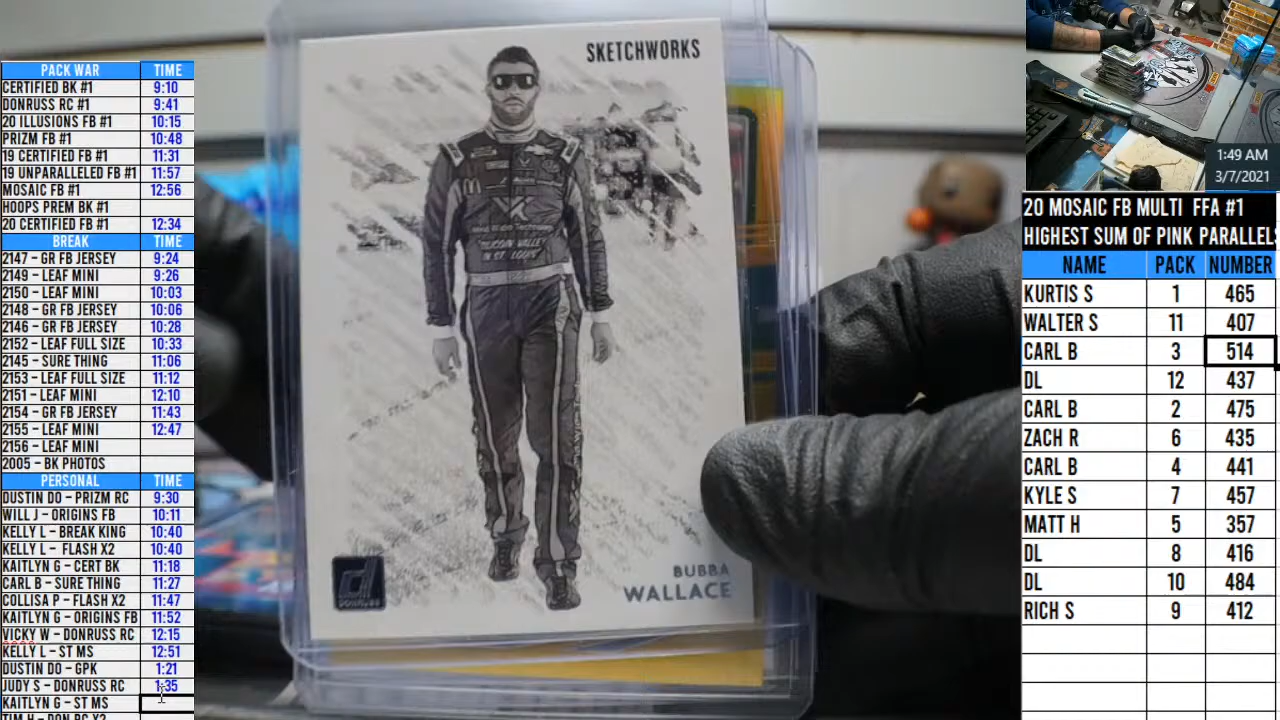 PACK WAR TIME
CERTIFIED BK #1 9:10
DONRUSS RC #1 9:41
20 ILLUSIONS FB #1 10:15
PRIZM FB #1 10:48
19 CERTIFIED FB #1 11:31
19 UNPARALLELED FB #1 11:57
MOSAIC FB #1 12:56
HOOPS PREM BK #1
20 CERTIFIED FB #1 12:34
BREAK TIME
2147 - GR FB JERSEY 9:24
2149 - LEAF MINI 9:26
2150 - LEAF MINI 10:03
2148 - GR FB JERSEY 10:06
2146 - GR FB JERSEY 10:28
2152 - LEAF FULL SIZE 10:33
2145 - SURE THING 11:06
2153 - LEAF FULL SIZE 11:12
2151 - LEAF MINI 12:10
2154 - GR FB JERSEY 11:43
2155 - LEAF MINI 12:47
2156 - LEAF MINI
2005 - BK PHOTOS
PERSONAL TIME
DUSTIN DO - PRIZM RC 9:30
WILL J - ORIGINS FB 10:11
KELLY L - BREAK KING 10:40
KELLY L - FLASH X2 10:40
KAITLYN G - CERT BK 11:18
CARL B - SURE THING 11:27
COLLISA P - FLASH X2 11:47
KAITLYN G - ORIGINS FB 11:52
VICKY W - DONRUSS RC 12:15
KELLY L - ST MS 12:51
DUSTIN DO - GPK 1:21
JUDY S - DONRUSS RC 1:35
KAITLYN G - ST MS
TIM H - DON RC X2
SKETCHWORKS
SILICON VALLEY
IN ST. LOUIS
d
DONRUSS
BUBBA
WALLACE
1:49 AM
3/7/2021
20 MOSAIC FB MULTI FFA #1
HIGHEST SUM OF PINK PARALLELS
NAME PACK NUMBER
KURTIS S 1 465
WALTER S 11 407
CARL B 3 514
DL 12 437
CARL B 2 475
ZACH R 6 435
CARL B 4 441
KYLE S 7 457
MATT H 5 357
DL 8 416
DL 10 484
RICH S 9 412